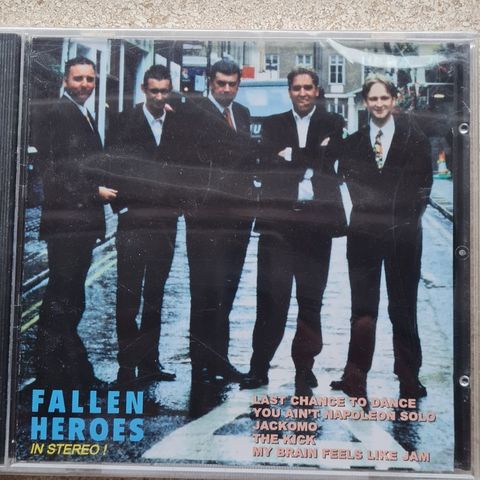 FALLEN
HEROES
IN STEREO !
LAST CHANCE TO DANCE
YOU AIN'T NAPOLEON SOLO
JACKOMO
THE KICK
MY BRAIN FEELS LIKE JAM